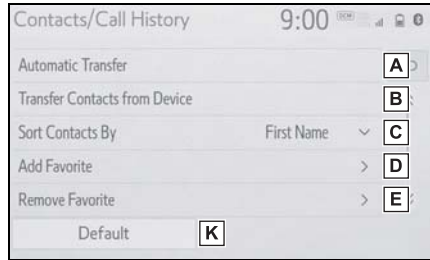 Contacts/Call History 9:00 DCM
Automatic Transfer A
Transfer Contacts from Device B
Sort Contacts By First Name C
Add Favorite > D
Remove Favorite > E
Default K